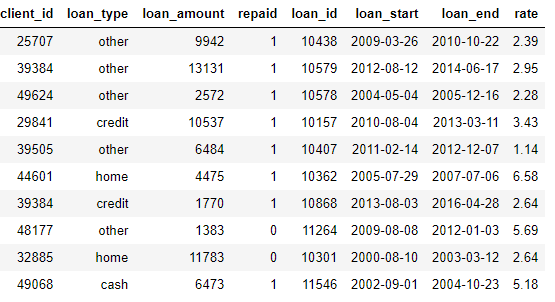 client_id loan_type loan_amount repaid loan_id loan_start loan_end rate
25707 other 9942 1 10438 2009-03-26 2010-10-22 2.39
39384 other 13131 1 10579 2012-08-12 2014-06-17 2.95
49624 other 2572 1 10578 2004-05-04 2005-12-16 2.28
29841 credit 10537 1 10157 2010-08-04 2013-03-11 3.43
39505 other 6484 1 10407 2011-02-14 2012-12-07 1.14
44601 home 4475 1 10362 2005-07-29 2007-07-06 6.58
39384 credit 1770 1 10868 2013-08-03 2016-04-28 2.64
48177 other 1383 0 11264 2009-08-08 2012-01-03 5.69
32885 home 11783 0 10301 2000-08-10 2003-03-12 2.64
49068 cash 6473 1 11546 2002-09-01 2004-10-23 5.18